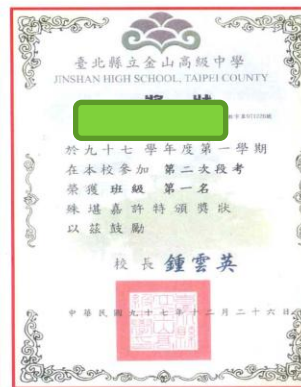 臺北縣立金山高級中學
JINSHAN HIGH SCHOOL, TAIPEI COUNTY
獎狀
於九十七學年度第一學期
在本校參加 第二次段考
榮獲 班級 第一名
殊堪嘉許特頒獎狀
以茲鼓勵
校長 鍾雲英
中華民國九十七年十二月二十六日